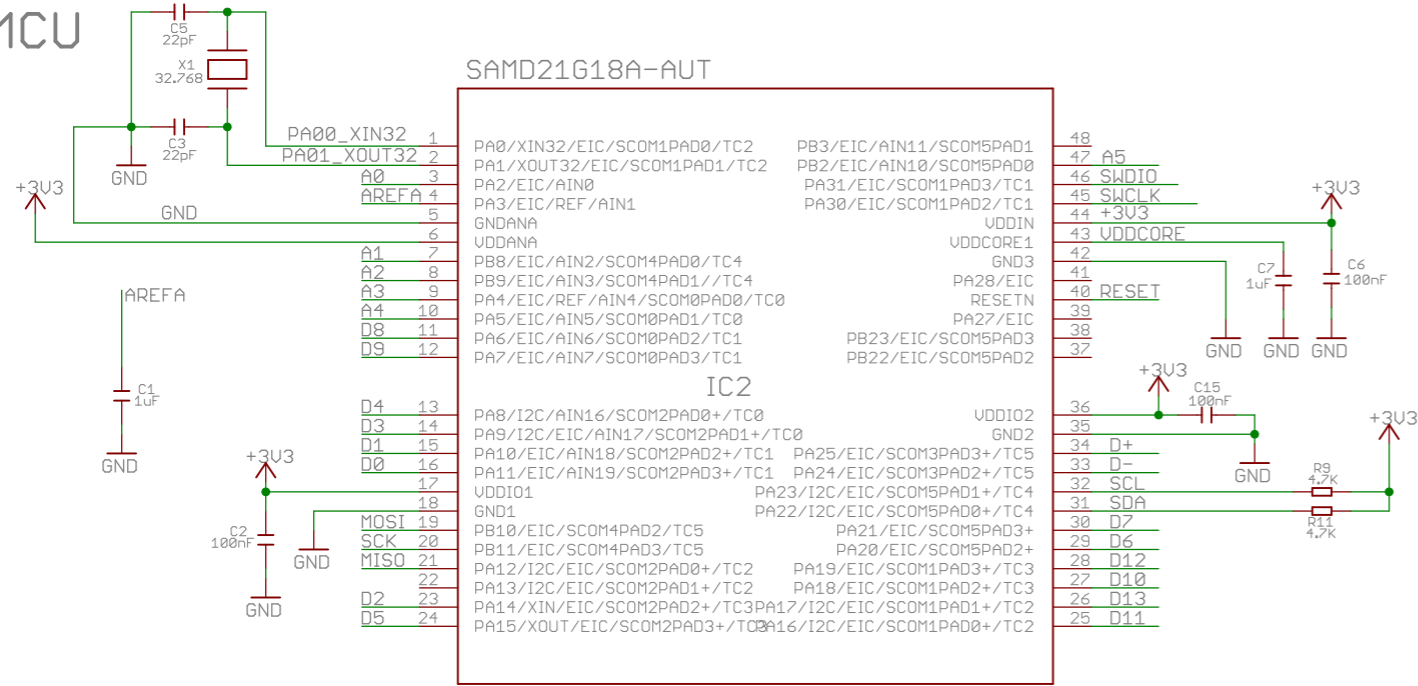 MCU
C5
22pF
X1
32.768
C3
22pF
GND
+3V3
GND
AREFA
C1
1uF
GND
+3V3
C2
100nF
GND
GND
SAMD21G18A-AUT
PA00_XIN32 1 PA0/XIN32/EIC/SCOM1PAD0/TC2
PA01_XOUT32 2 PA1/XOUT32/EIC/SCOM1PAD1/TC2
A0 3 PA2/EIC/AIN0
AREFA 4 PA3/EIC/REF/AIN1
5 GNDANA
6 VDDANA
A1 7 PB8/EIC/AIN2/SCOM4PAD0/TC4
A2 8 PB9/EIC/AIN3/SCOM4PAD1//TC4
A3 9 PA4/EIC/REF/AIN4/SCOM0PAD0/TC0
A4 10 PA5/EIC/AIN5/SCOM0PAD1/TC0
D8 11 PA6/EIC/AIN6/SCOM0PAD2/TC1
D9 12 PA7/EIC/AIN7/SCOM0PAD3/TC1
IC2
D4 13 PA8/I2C/AIN16/SCOM2PAD0+/TC0
D3 14 PA9/I2C/EIC/AIN17/SCOM2PAD1+/TC0
D1 15 PA10/EIC/AIN18/SCOM2PAD2+/TC1
D0 16 PA11/EIC/AIN19/SCOM2PAD3+/TC1
17 VDDIO1
18 GND1
MOSI 19 PB10/EIC/SCOM4PAD2/TC5
SCK 20 PB11/EIC/SCOM4PAD3/TC5
MISO 21 PA12/I2C/EIC/SCOM2PAD0+/TC2
22 PA13/I2C/EIC/SCOM2PAD1+/TC2
D2 23 PA14/XIN/EIC/SCOM2PAD2+/TC3
D5 24 PA15/XOUT/EIC/SCOM2PAD3+/TC3
PB3/EIC/AIN11/SCOM5PAD1 48
PB2/EIC/AIN10/SCOM5PAD0 47 A5
PA31/EIC/SCOM1PAD3/TC1 46 SWDIO
PA30/EIC/SCOM1PAD2/TC1 45 SWCLK
VDDIN 44 +3V3
VDDCORE1 43 VDDCORE
GND3 42
PA28/EIC 41
RESETN 40 RESET
PA27/EIC 39
PB23/EIC/SCOM5PAD3 38
PB22/EIC/SCOM5PAD2 37
VDDIO2 36
GND2 35
PA25/EIC/SCOM3PAD3+/TC5 34 D+
PA24/EIC/SCOM3PAD2+/TC5 33 D-
PA23/I2C/EIC/SCOM5PAD1+/TC4 32 SCL
PA22/I2C/EIC/SCOM5PAD0+/TC4 31 SDA
PA21/EIC/SCOM5PAD3+ 30 D7
PA20/EIC/SCOM5PAD2+ 29 D6
PA19/EIC/SCOM1PAD3+/TC3 28 D12
PA18/EIC/SCOM1PAD2+/TC3 27 D10
PA17/I2C/EIC/SCOM1PAD1+/TC2 26 D13
PA16/I2C/EIC/SCOM1PAD0+/TC2 25 D11
+3V3
C7
1uF
C6
100nF
GND GND GND
+3V3
C15
100nF
GND
+3V3
R9
4.7K
R11
4.7K